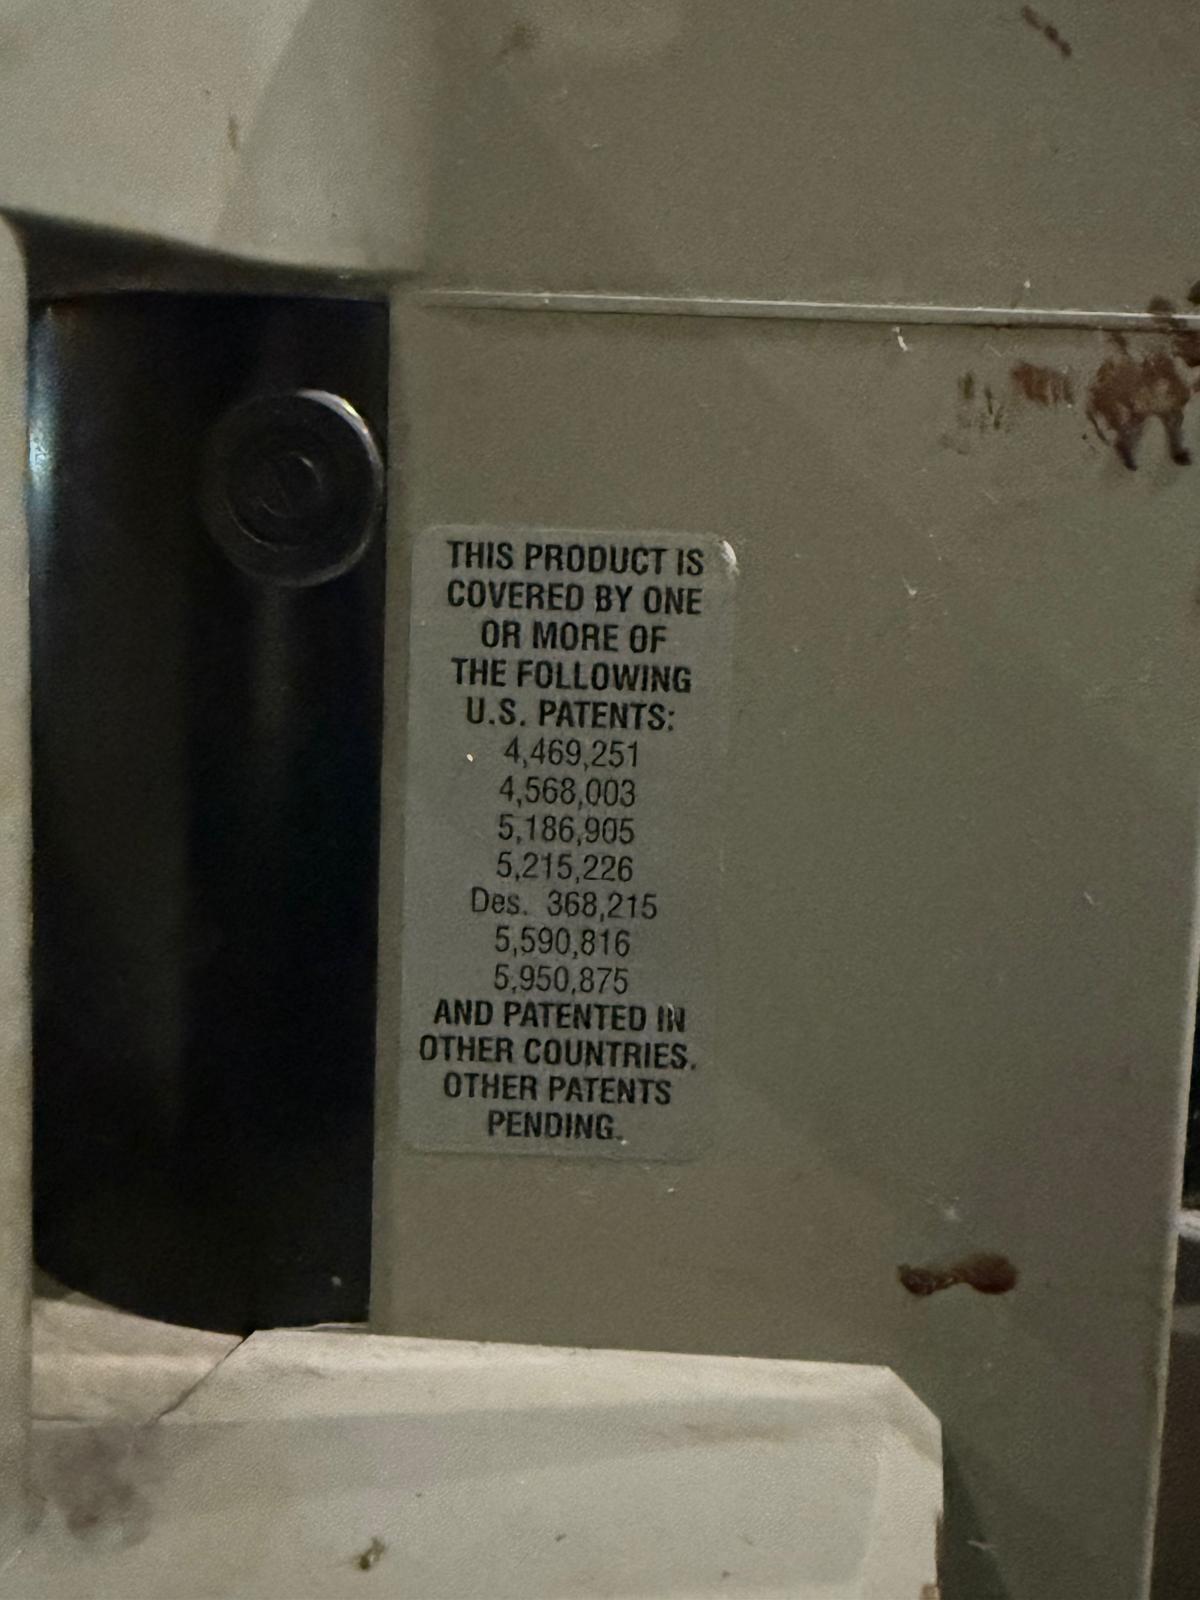 THIS PRODUCT IS
COVERED BY ONE
OR MORE OF
THE FOLLOWING
U.S. PATENTS:
4,469,251
4,568,003
5,186,905
5,215,226
Des. 368,215
5,590,816
5,950,875
AND PATENTED IN
OTHER COUNTRIES.
OTHER PATENTS
PENDING.